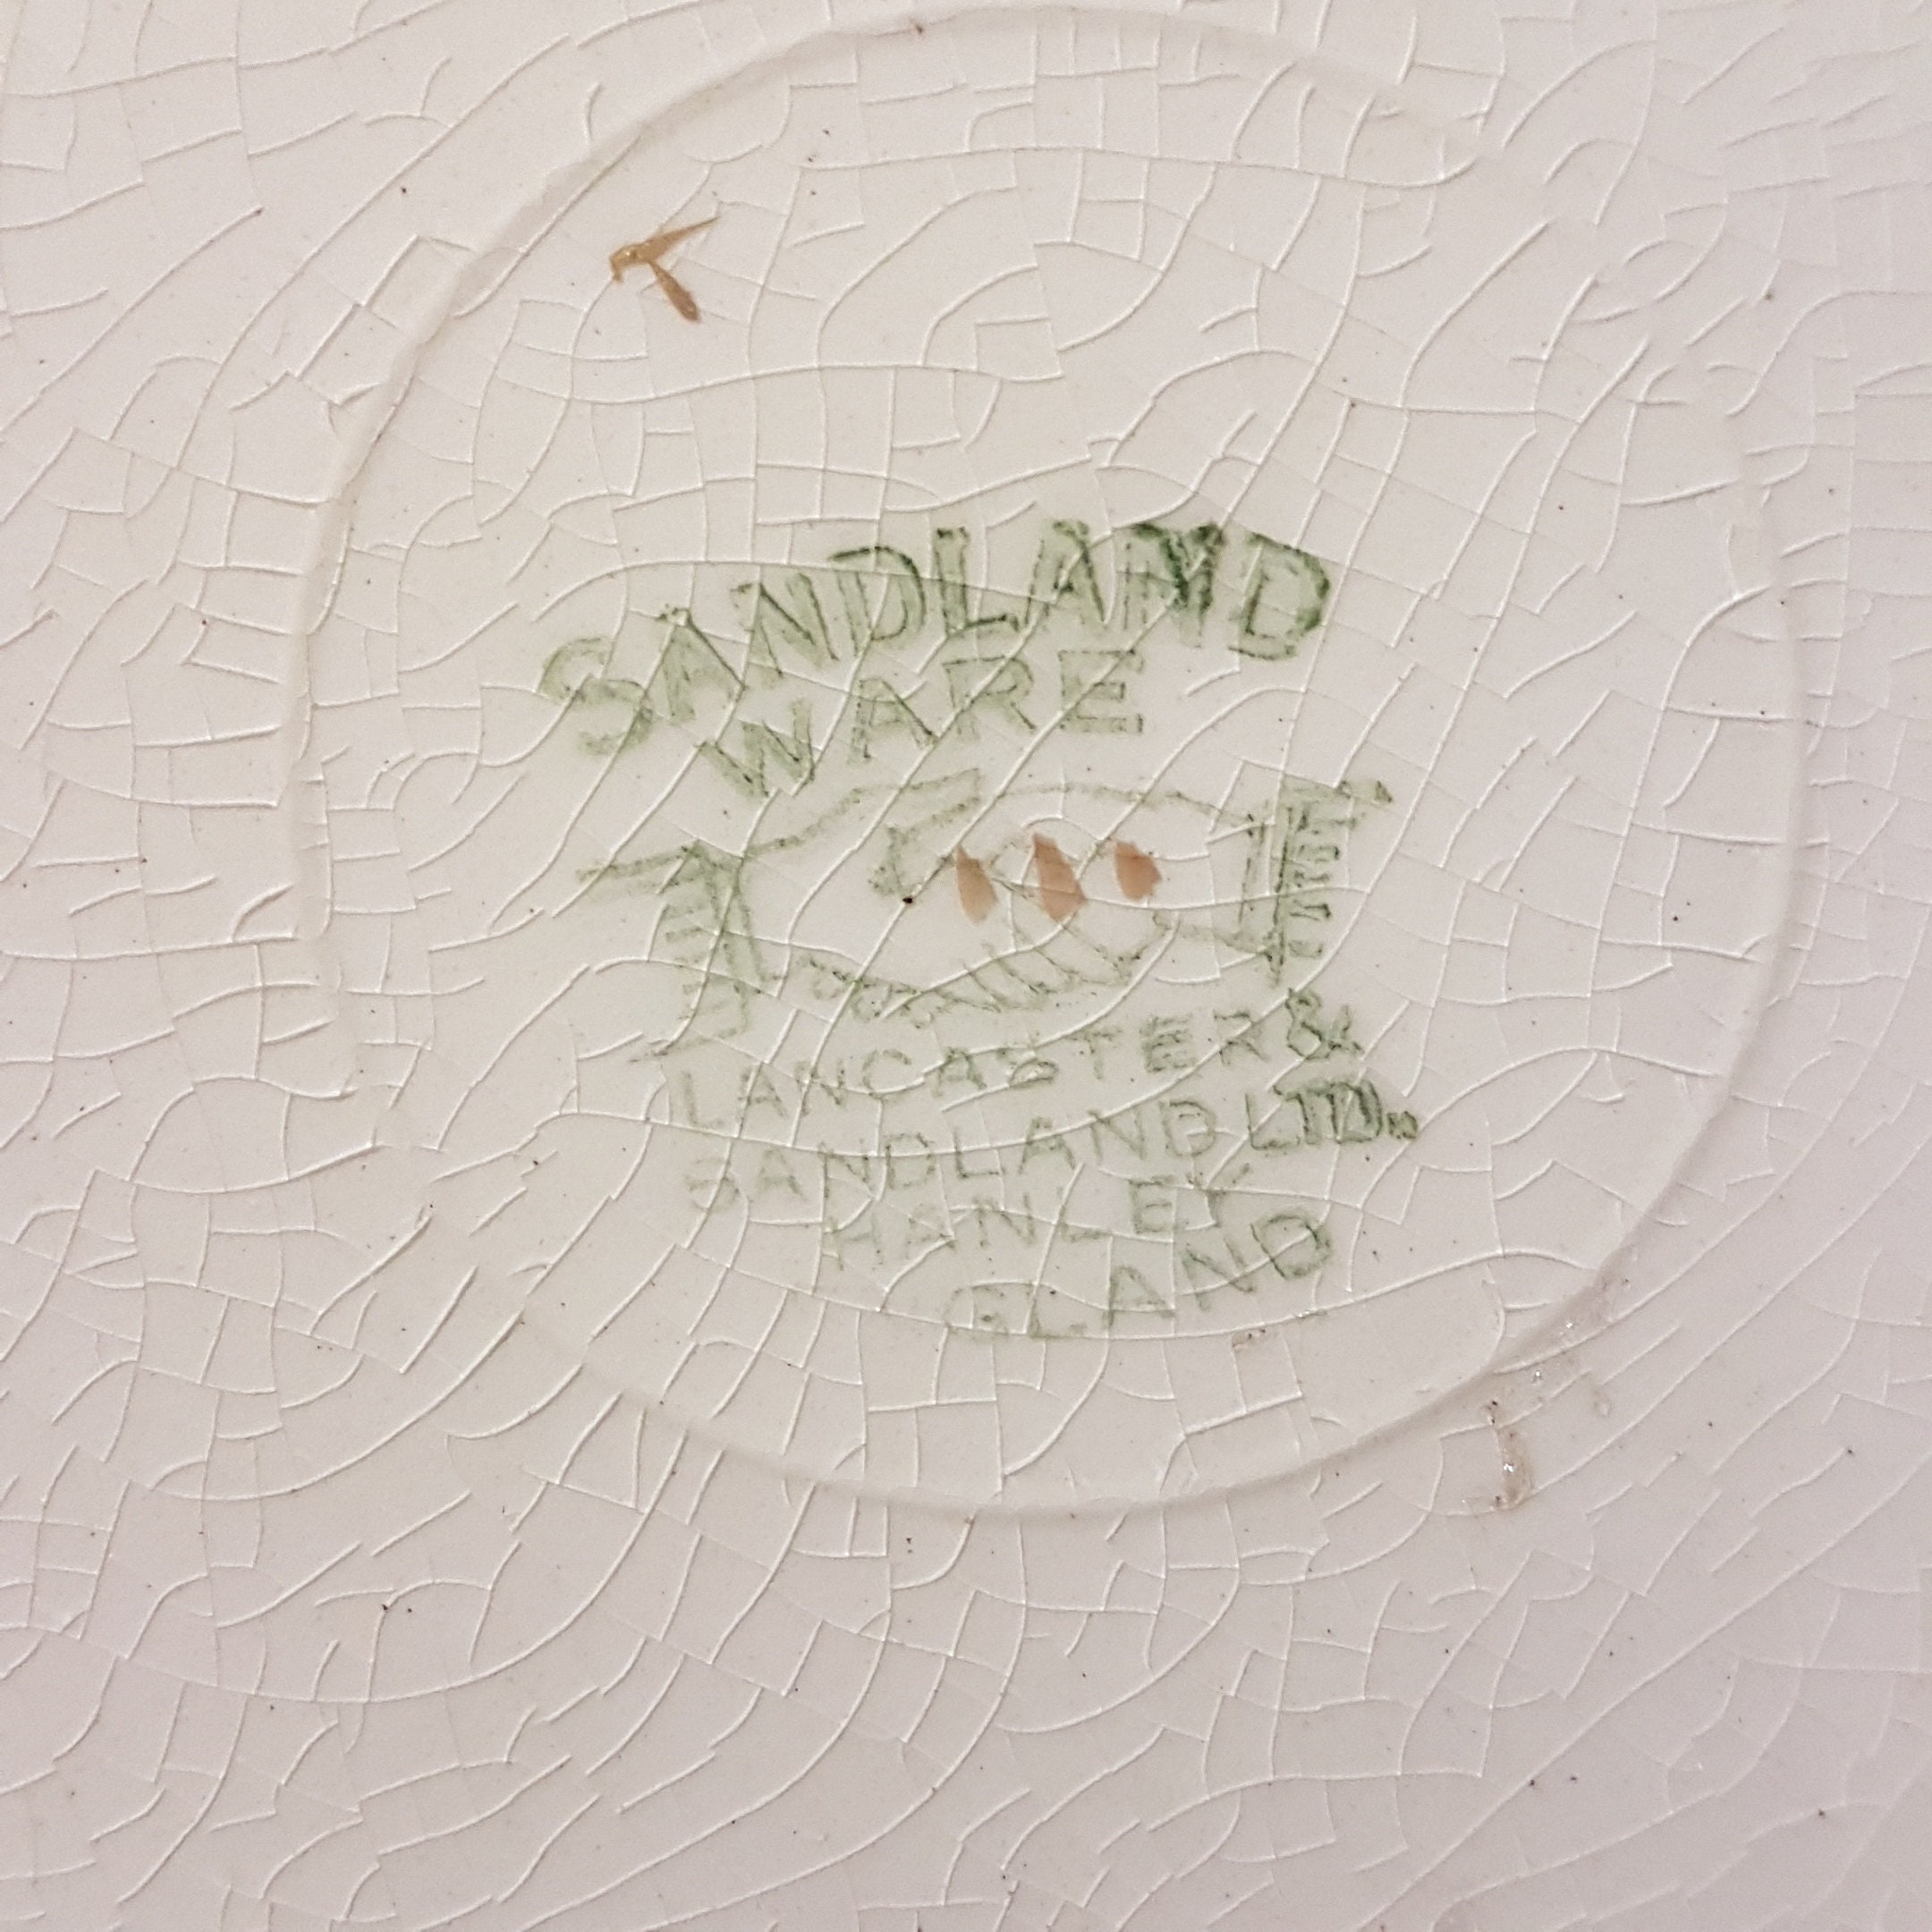 SANDLAND
WARE
LANCASTER &
SANDLAND LTD.
HANLEY
GLAND